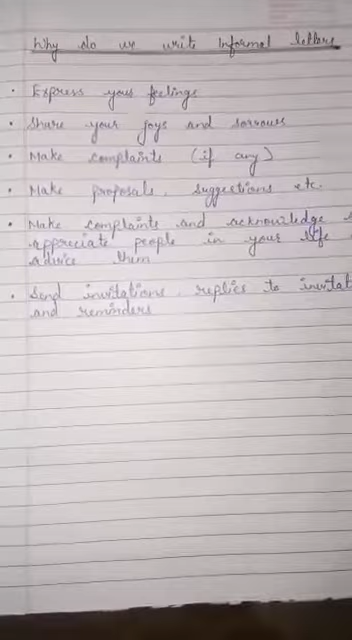 Why do we write informal letters
• Express your feelings
• Share your joys and sorrows
• Make complaints (if any)
• Make proposals, suggestions etc.
• Make complaints and acknowledge
appreciate people in your life
advice them
• Send invitations, replies to invitat
and reminders